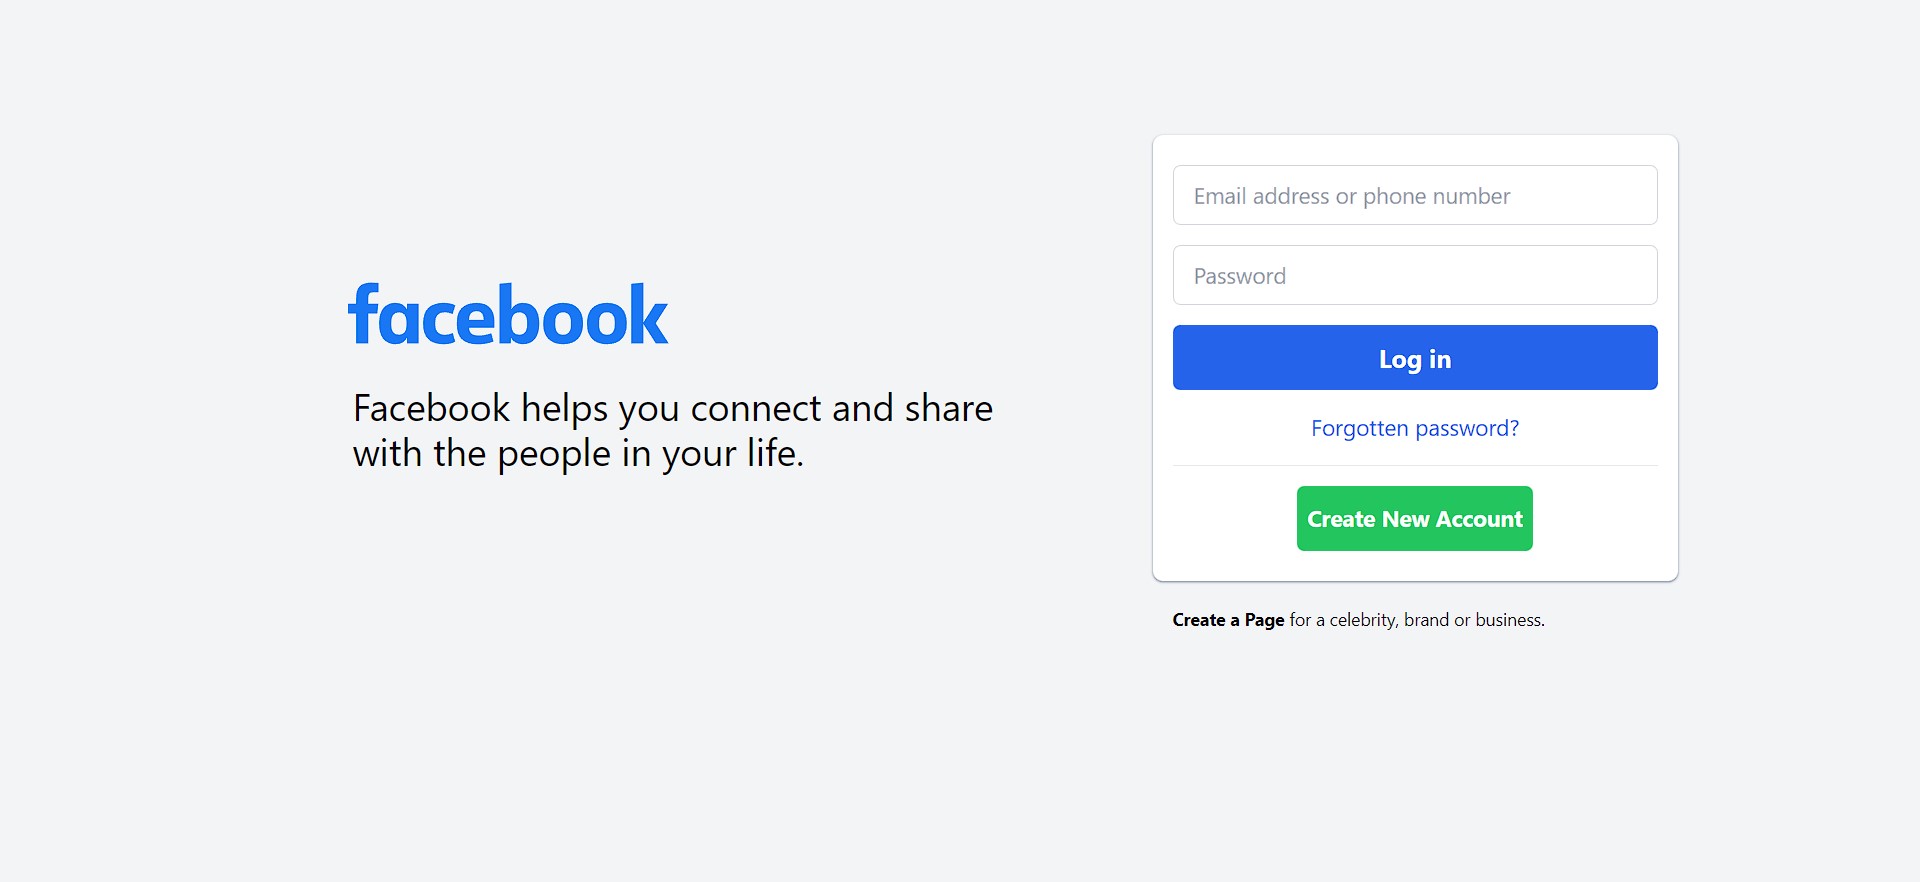 facebook
Facebook helps you connect and share
with the people in your life.
Email address or phone number
Password
Log in
Forgotten password?
Create New Account
Create a Page for a celebrity, brand or business.